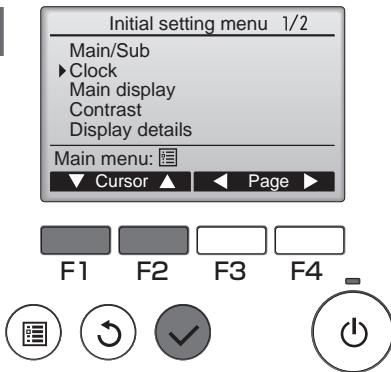 Initial setting menu 1/2
Main/Sub
Clock
Main display
Contrast
Display details
Main menu:
Cursor Page
F1 F2 F3 F4